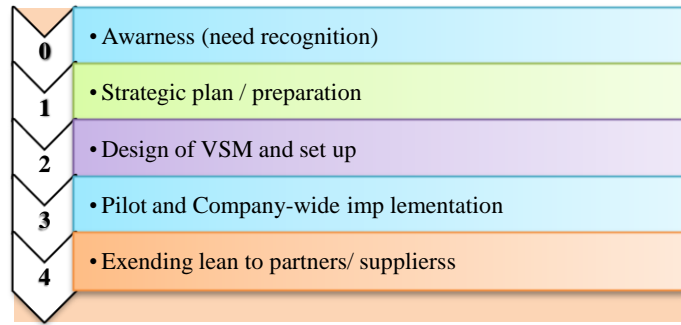 0
• Awarness (need recognition)
1
• Strategic plan / preparation
2
• Design of VSM and set up
3
• Pilot and Company-wide imp lementation
4
• Exending lean to partners/ supplierss